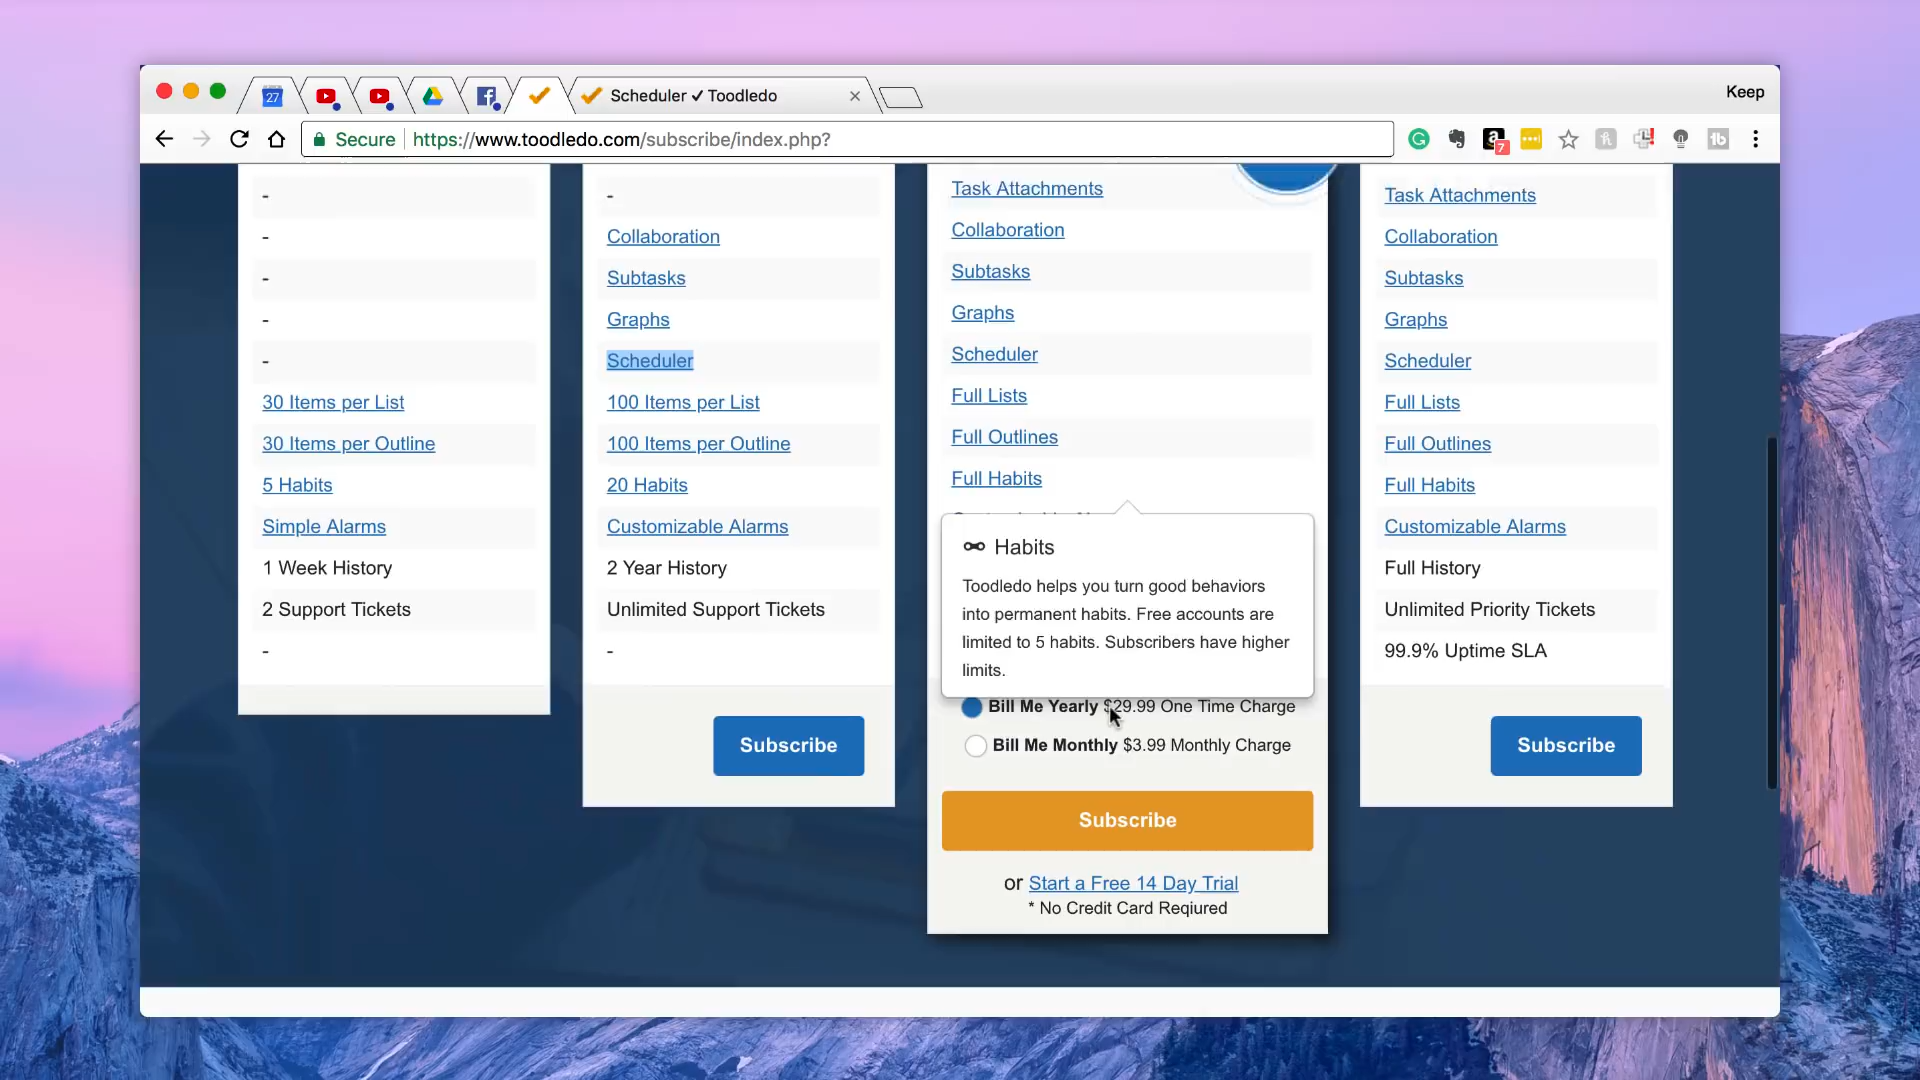 27
Scheduler ✓ Toodledo
Keep
Secure
https://www.toodledo.com/subscribe/index.php?
7
-
-
-
-
-
30 Items per List
30 Items per Outline
5 Habits
Simple Alarms
1 Week History
2 Support Tickets
-
-
Collaboration
Subtasks
Graphs
Scheduler
100 Items per List
100 Items per Outline
20 Habits
Customizable Alarms
2 Year History
Unlimited Support Tickets
-
Subscribe
Task Attachments
Collaboration
Subtasks
Graphs
Scheduler
Full Lists
Full Outlines
Full Habits
Habits
Toodledo helps you turn good behaviors
into permanent habits. Free accounts are
limited to 5 habits. Subscribers have higher
limits.
Bill Me Yearly $29.99 One Time Charge
Bill Me Monthly $3.99 Monthly Charge
Subscribe
or Start a Free 14 Day Trial
* No Credit Card Reqiured
Task Attachments
Collaboration
Subtasks
Graphs
Scheduler
Full Lists
Full Outlines
Full Habits
Customizable Alarms
Full History
Unlimited Priority Tickets
99.9% Uptime SLA
Subscribe